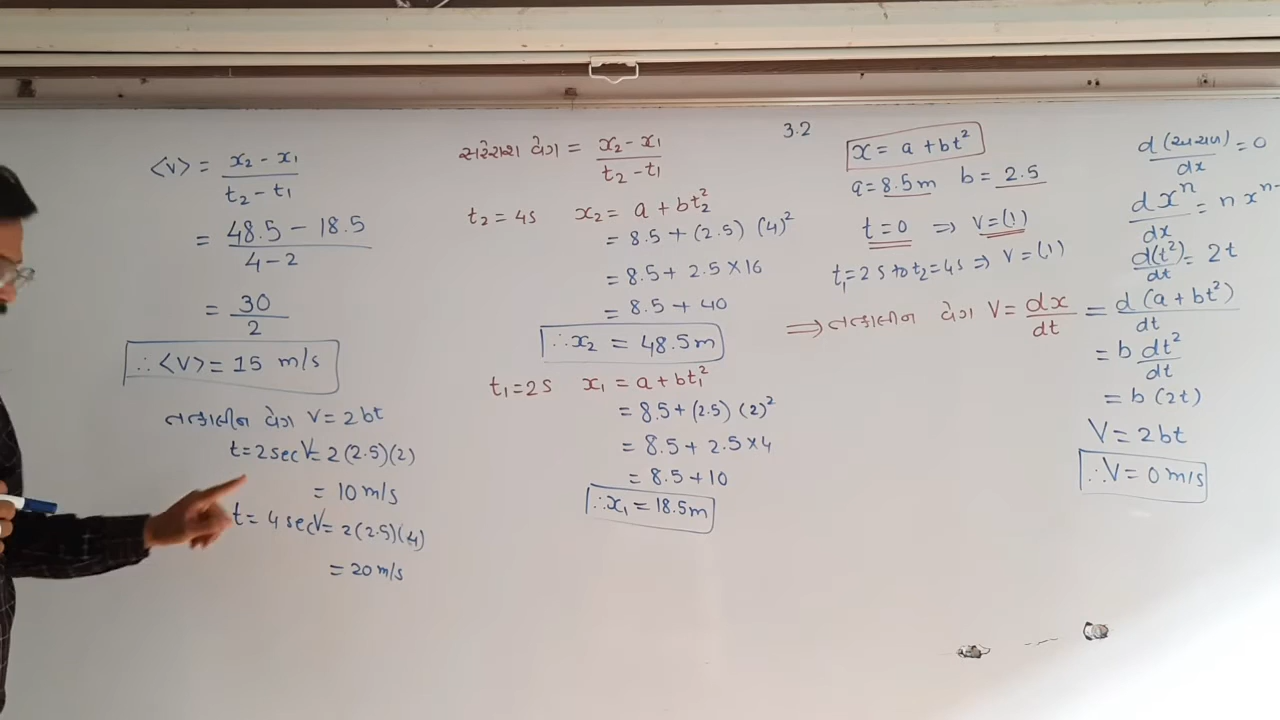 <v> = x₂ - x₁ / t₂ - t₁
= 48.5 - 18.5 / 4 - 2
= 30 / 2
∴ <v> = 15 m/s
તત્કાલીન વેગ V = 2bt
t = 2 sec V = 2 (2.5) (2)
= 10 m/s
t = 4 sec V = 2 (2.5) (4)
= 20 m/s
સરેરાશ વેગ = x₂ - x₁ / t₂ - t₁
t₂ = 4s x₂ = a + bt₂²
= 8.5 + (2.5) (4)²
= 8.5 + 2.5 × 16
= 8.5 + 40
∴ x₂ = 48.5 m
t₁ = 2s x₁ = a + bt₁²
= 8.5 + (2.5) (2)²
= 8.5 + 2.5 × 4
= 8.5 + 10
∴ x₁ = 18.5 m
3.2
x = a + bt²
a = 8.5 m b = 2.5
t = 0 ⇒ v = (1)
t₁ = 2 s to t₂ = 4s ⇒ v = (.)
⇒ તત્કાલીન વેગ V = dx / dt = d (a + bt²) / dt
= b dt² / dt
= b (2t)
V = 2bt
∴ V = 0 m/s
d (અચળ) / dx = 0
dxⁿ / dx = n xⁿ⁻
d(t²) / dt = 2t